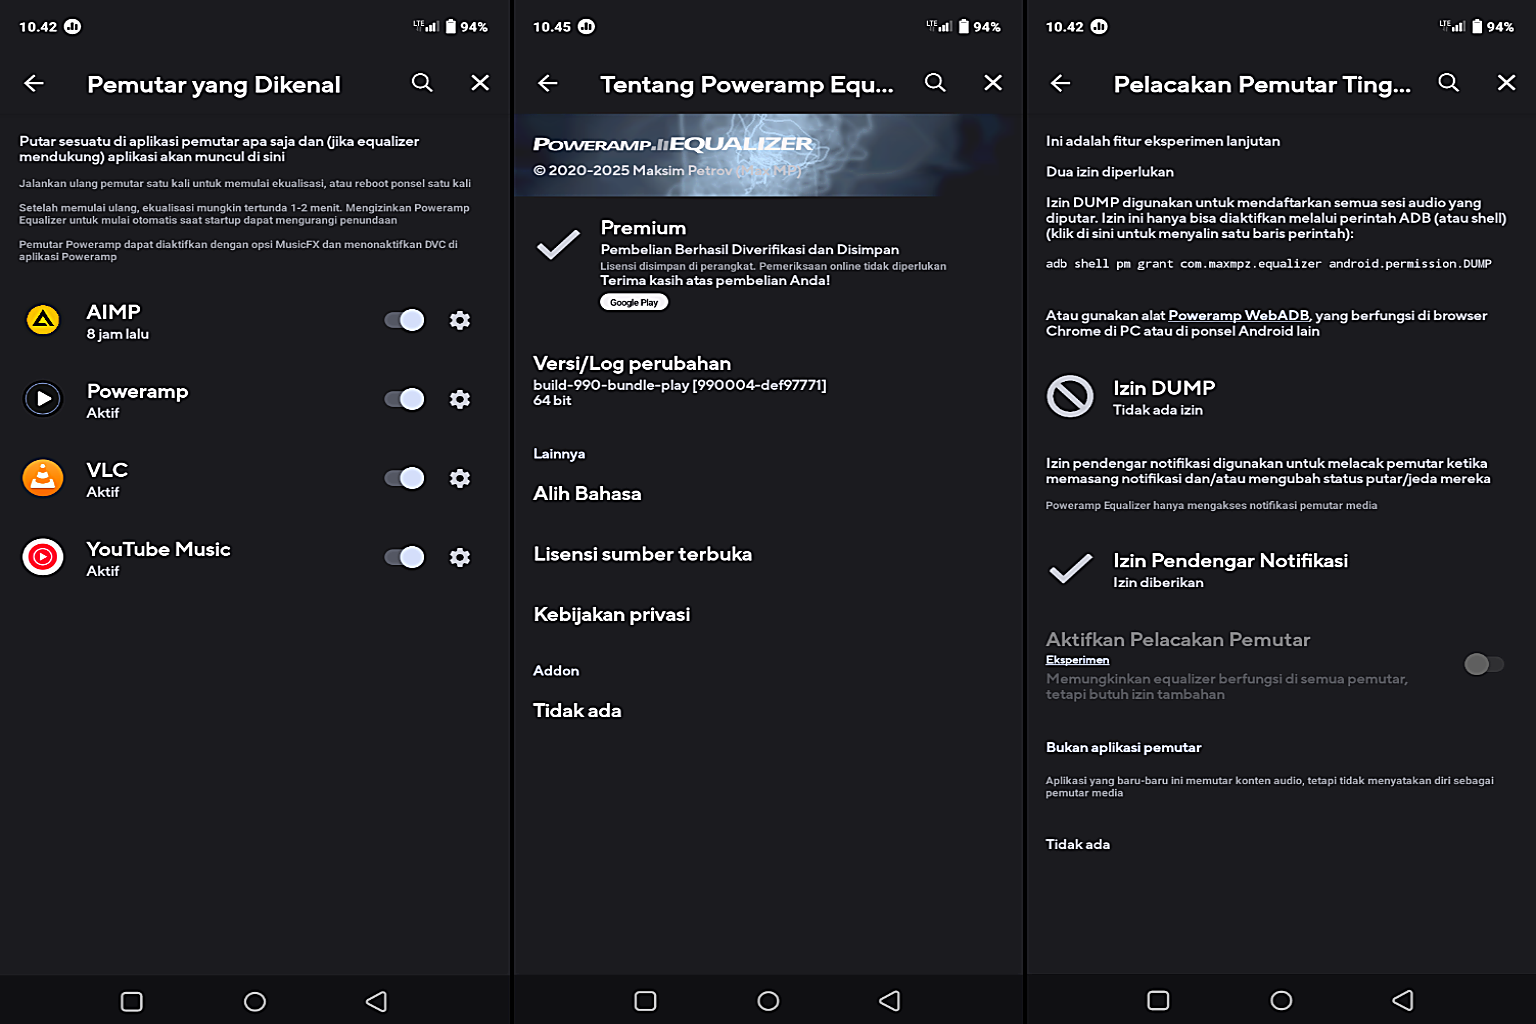 10.42
LTE
94%
Pemutar yang Dikenal
Putar sesuatu di aplikasi pemutar apa saja dan (jika equalizer
mendukung) aplikasi akan muncul di sini
Jalankan ulang pemutar satu kali untuk memulai ekualisasi, atau reboot ponsel satu kali
Setelah memulai ulang, ekualisasi mungkin tertunda 1-2 menit. Mengizinkan Poweramp
Equalizer untuk mulai otomatis saat startup dapat mengurangi penundaan
Pemutar Poweramp dapat diaktifkan dengan opsi MusicFX dan menonaktifkan DVC di
aplikasi Poweramp
AIMP
8 jam lalu
Poweramp
Aktif
VLC
Aktif
YouTube Music
Aktif
10.45
LTE
94%
Tentang Poweramp Equ...
POWERAMP EQUALIZER
© 2020-2025 Maksim Petrov (Max MP)
Premium
Pembelian Berhasil Diverifikasi dan Disimpan
Lisensi disimpan di perangkat. Pemeriksaan online tidak diperlukan
Terima kasih atas pembelian Anda!
Google Play
Versi/Log perubahan
build-990-bundle-play [990004-def97771]
64 bit
Lainnya
Alih Bahasa
Lisensi sumber terbuka
Kebijakan privasi
Addon
Tidak ada
10.42
LTE
94%
Pelacakan Pemutar Ting...
Ini adalah fitur eksperimen lanjutan
Dua izin diperlukan
Izin DUMP digunakan untuk mendaftarkan semua sesi audio yang
diputar. Izin ini hanya bisa diaktifkan melalui perintah ADB (atau shell)
(klik di sini untuk menyalin satu baris perintah):
adb shell pm grant com.maxmpz.equalizer android.permission.DUMP
Atau gunakan alat Poweramp WebADB, yang berfungsi di browser
Chrome di PC atau di ponsel Android lain
Izin DUMP
Tidak ada izin
Izin pendengar notifikasi digunakan untuk melacak pemutar ketika
memasang notifikasi dan/atau mengubah status putar/jeda mereka
Poweramp Equalizer hanya mengakses notifikasi pemutar media
Izin Pendengar Notifikasi
Izin diberikan
Aktifkan Pelacakan Pemutar
Eksperimen
Memungkinkan equalizer berfungsi di semua pemutar,
tetapi butuh izin tambahan
Bukan aplikasi pemutar
Aplikasi yang baru-baru ini memutar konten audio, tetapi tidak menyatakan diri sebagai
pemutar media
Tidak ada